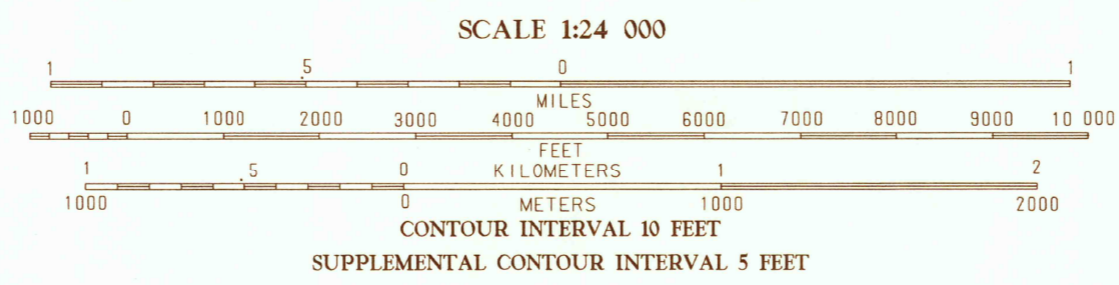 SCALE 1:24 000
1 .5 0 1
MILES
1000 0 1000 2000 3000 4000 5000 6000 7000 8000 9000 10 000
FEET
1 .5 0 KILOMETERS 1 2
1000 0 METERS 1000 2000
CONTOUR INTERVAL 10 FEET
SUPPLEMENTAL CONTOUR INTERVAL 5 FEET